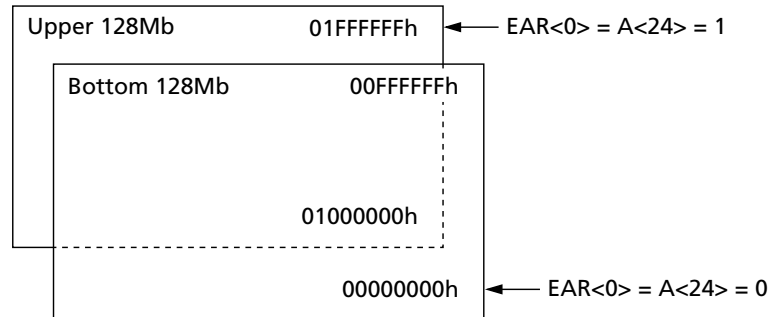 Upper 128Mb 01FFFFFFh EAR<0> = A<24> = 1
Bottom 128Mb 00FFFFFFh
01000000h
00000000h EAR<0> = A<24> = 0